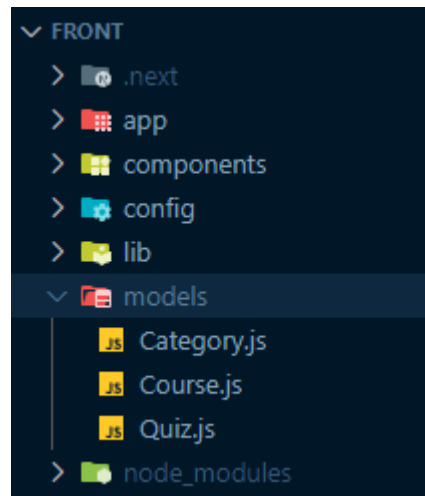 FRONT
.next
app
components
config
lib
models
JS Category.js
JS Course.js
JS Quiz.js
node_modules